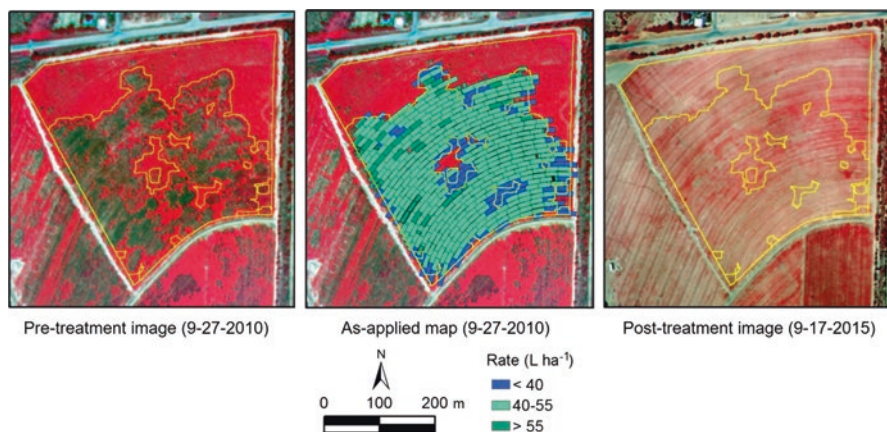 Pre-treatment image (9-27-2010)
As-applied map (9-27-2010)
Post-treatment image (9-17-2015)
N
0 100 200 m
Rate (L ha⁻¹)
< 40
40-55
> 55